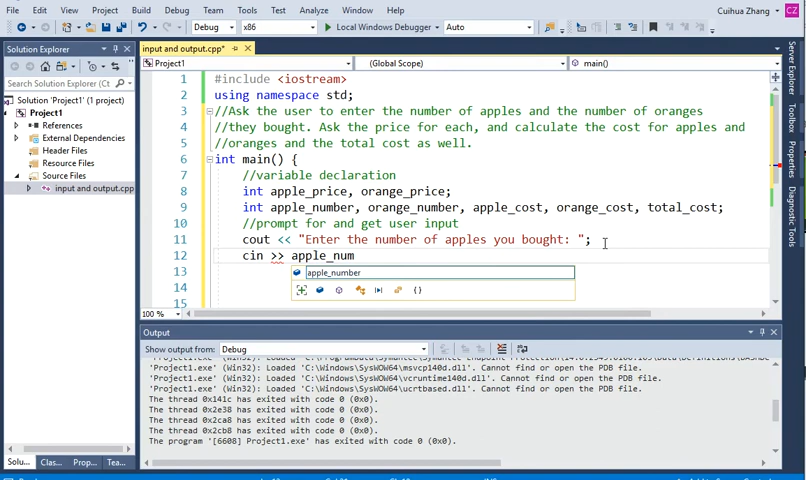 File Edit View Project Build Debug Team Tools Test Analyze Window Help Cuihua Zhang CZ
Debug x86 Local Windows Debugger Auto
Solution Explorer
Search Solution Explorer (Ctrl+
Solution 'Project1' (1 project)
Project1
References
External Dependencies
Header Files
Resource Files
Source Files
input and output.cpp
Solu... Clas... Prop... Tea...
input and output.cpp*
Project1 (Global Scope) main()
1 #include <iostream>
2 using namespace std;
3 //Ask the user to enter the number of apples and the number of oranges
4 //they bought. Ask the price for each, and calculate the cost for apples and
5 //oranges and the total cost as well.
6 int main() {
7 //variable declaration
8 int apple_price, orange_price;
9 int apple_number, orange_number, apple_cost, orange_cost, total_cost;
10 //prompt for and get user input
11 cout << "Enter the number of apples you bought: ";
12 cin >> apple_num
13
apple_number
14
15
100 %
Output
Show output from: Debug
'Project1.exe' (Win32): Loaded 'C:\Windows\SysWOW64\msvcp140d.dll'. Cannot find or open the PDB file.
'Project1.exe' (Win32): Loaded 'C:\Windows\SysWOW64\vcruntime140d.dll'. Cannot find or open the PDB file.
'Project1.exe' (Win32): Loaded 'C:\Windows\SysWOW64\ucrtbased.dll'. Cannot find or open the PDB file.
The thread 0x141c has exited with code 0 (0x0).
The thread 0x2e38 has exited with code 0 (0x0).
The thread 0x2ca8 has exited with code 0 (0x0).
The thread 0x2cb8 has exited with code 0 (0x0).
The program '[6608] Project1.exe' has exited with code 0 (0x0).
Server Explorer
Toolbox
Properties
Diagnostic Tools